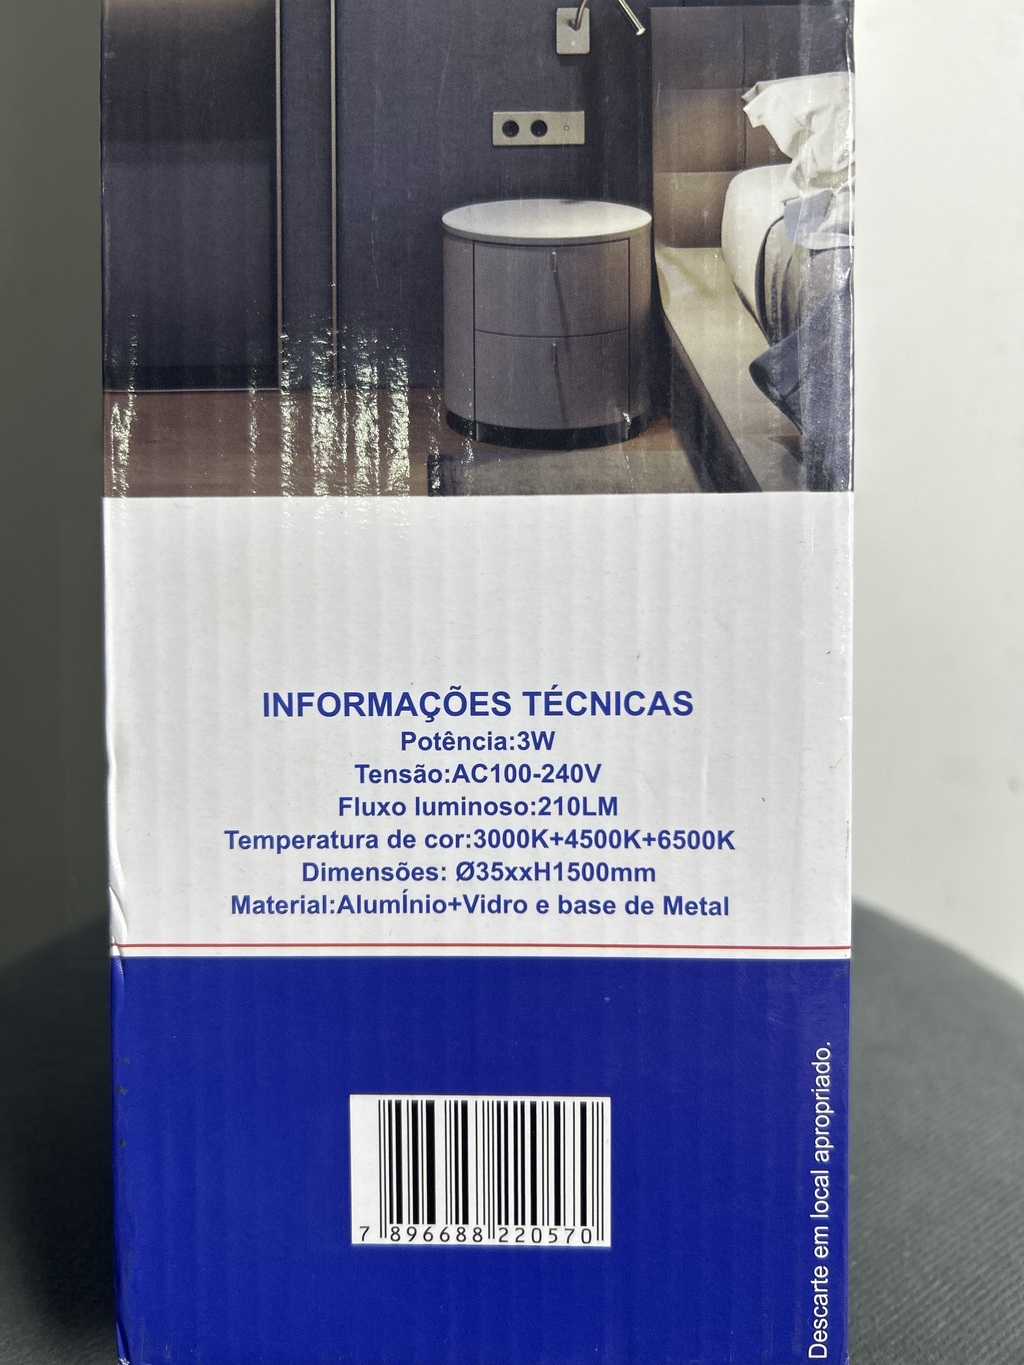 INFORMAÇÕES TÉCNICAS
Potência:3W
Tensão:AC100-240V
Fluxo luminoso:210LM
Temperatura de cor:3000K+4500K+6500K
Dimensões: Ø35xxH1500mm
Material:AlumÍnio+Vidro e base de Metal
7 896688 220570
Descarte em local apropriado.